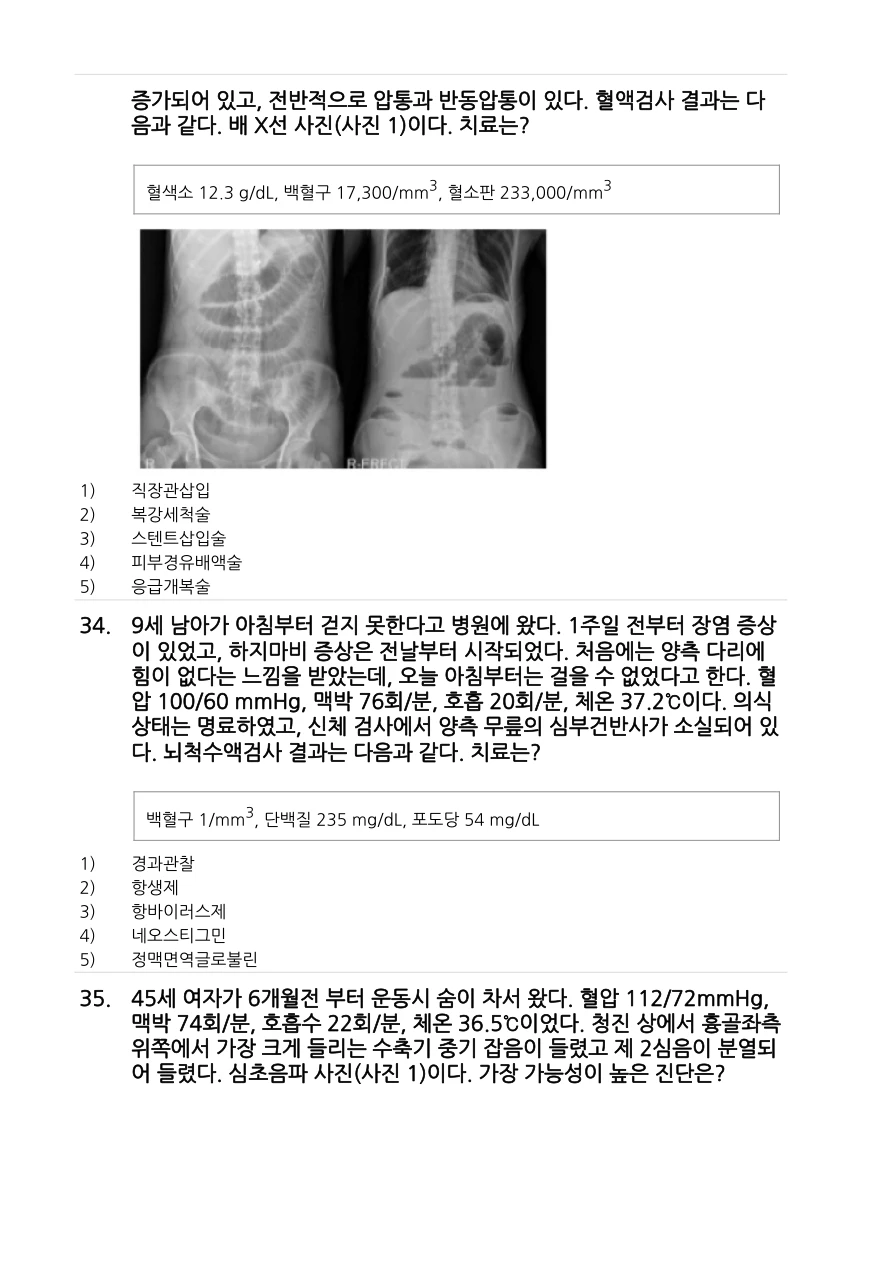 증가되어 있고, 전반적으로 압통과 반동압통이 있다. 혈액검사 결과는 다
음과 같다. 배 X선 사진(사진 1)이다. 치료는?
혈색소 12.3 g/dL, 백혈구 17,300/mm³, 혈소판 233,000/mm³
R
R-ERECT
1) 직장관삽입
2) 복강세척술
3) 스텐트삽입술
4) 피부경유배액술
5) 응급개복술
34. 9세 남아가 아침부터 걷지 못한다고 병원에 왔다. 1주일 전부터 장염 증상
이 있었고, 하지마비 증상은 전날부터 시작되었다. 처음에는 양측 다리에
힘이 없다는 느낌을 받았는데, 오늘 아침부터는 걸을 수 없었다고 한다. 혈
압 100/60 mmHg, 맥박 76회/분, 호흡 20회/분, 체온 37.2℃이다. 의식
상태는 명료하였고, 신체 검사에서 양측 무릎의 심부건반사가 소실되어 있
다. 뇌척수액검사 결과는 다음과 같다. 치료는?
백혈구 1/mm³, 단백질 235 mg/dL, 포도당 54 mg/dL
1) 경과관찰
2) 항생제
3) 항바이러스제
4) 네오스티그민
5) 정맥면역글로불린
35. 45세 여자가 6개월전 부터 운동시 숨이 차서 왔다. 혈압 112/72mmHg,
맥박 74회/분, 호흡수 22회/분, 체온 36.5℃이었다. 청진 상에서 흉골좌측
위쪽에서 가장 크게 들리는 수축기 중기 잡음이 들렸고 제 2심음이 분열되
어 들렸다. 심초음파 사진(사진 1)이다. 가장 가능성이 높은 진단은?